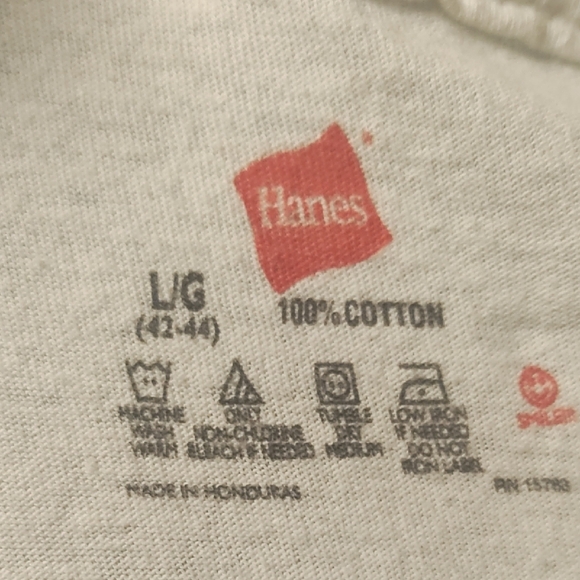 Hanes
L/G
(42-44)
100% COTTON
MACHINE
WASH
WARM
ONLY
NON-CHLORINE
BLEACH IF NEEDED
TUMBLE
DRY
MEDIUM
LOW IRON
IF NEEDED
DO NOT
IRON LABEL
MADE IN HONDURAS
RN 15763